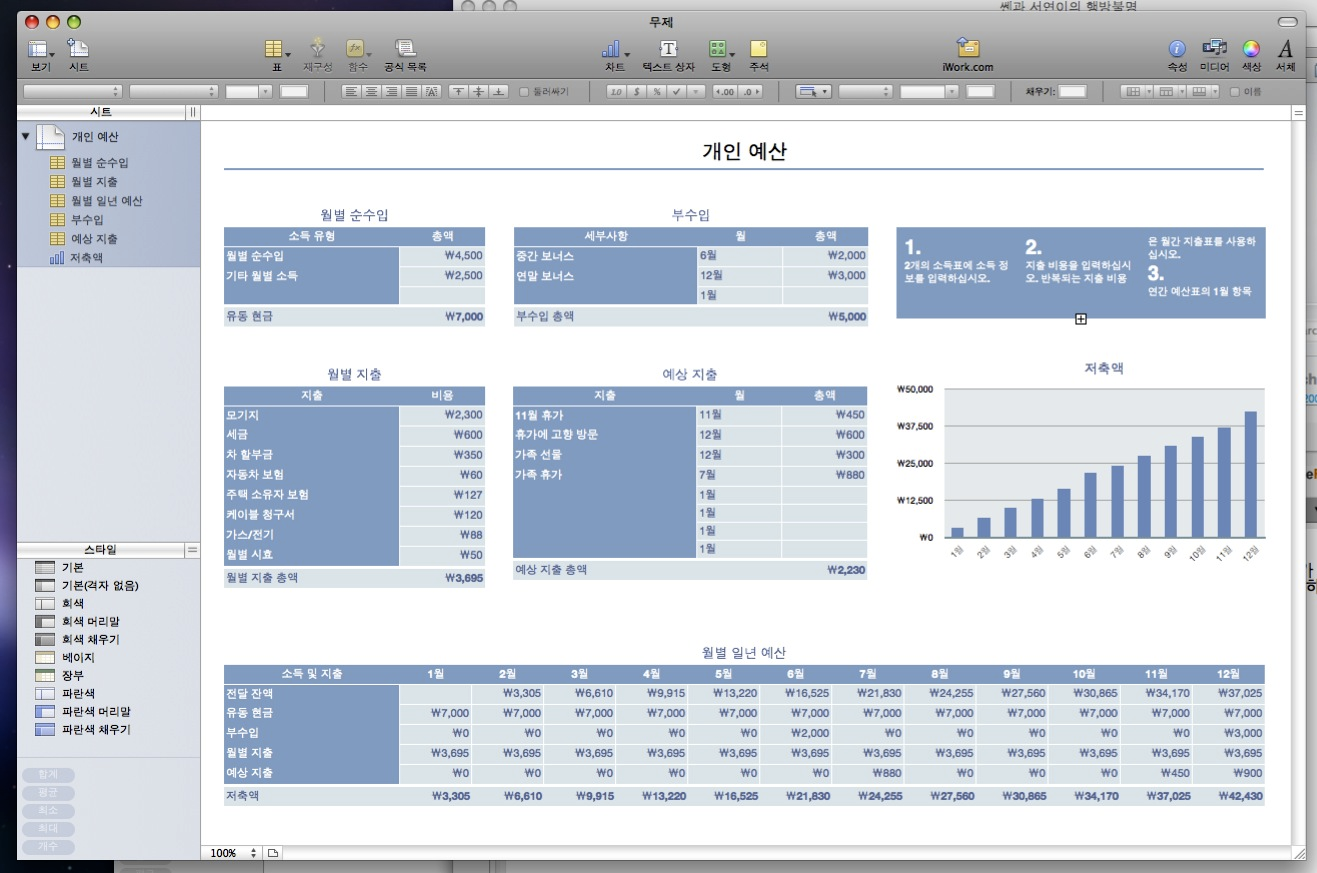 쎈과 서연이의 행방불명
무제
보기
시트
표
재구성
함수
공식 목록
차트
텍스트 상자
도형
주석
iWork.com
속성
미디어
색상
서체
둘러싸기
1.0 $ %
채우기:
이름
시트
개인 예산
월별 순수입
월별 지출
월별 일년 예산
부수입
예상 지출
저축액
스타일
기본
기본(격자 없음)
회색
회색 머리말
회색 채우기
베이지
장부
파란색
파란색 머리말
파란색 채우기
합계
평균
최소
최대
개수
개인 예산
월별 순수입
소득 유형 총액
월별 순수입 ₩4,500
기타 월별 소득 ₩2,500
유동 현금 ₩7,000
부수입
세부사항 월 총액
중간 보너스 6월 ₩2,000
연말 보너스 12월 ₩3,000
1월
부수입 총액 ₩5,000
1.
2개의 소득표에 소득 정
보를 입력하십시오.
2.
지출 비용을 입력하십시
오. 반복되는 지출 비용
은 월간 지출표를 사용하
십시오.
3.
연간 예산표의 1월 항목
월별 지출
지출 비용
모기지 ₩2,300
세금 ₩600
차 할부금 ₩350
자동차 보험 ₩60
주택 소유자 보험 ₩127
케이블 청구서 ₩120
가스/전기 ₩88
월별 시효 ₩50
월별 지출 총액 ₩3,695
예상 지출
지출 월 총액
11월 휴가 11월 ₩450
휴가에 고향 방문 12월 ₩600
가족 선물 12월 ₩300
가족 휴가 7월 ₩880
1월
1월
1월
1월
예상 지출 총액 ₩2,230
저축액
₩50,000
₩37,500
₩25,000
₩12,500
₩0
1월 2월 3월 4월 5월 6월 7월 8월 9월 10월 11월 12월
월별 일년 예산
소득 및 지출 1월 2월 3월 4월 5월 6월 7월 8월 9월 10월 11월 12월
전달 잔액 ₩3,305 ₩6,610 ₩9,915 ₩13,220 ₩16,525 ₩21,830 ₩24,255 ₩27,560 ₩30,865 ₩34,170 ₩37,025
유동 현금 ₩7,000 ₩7,000 ₩7,000 ₩7,000 ₩7,000 ₩7,000 ₩7,000 ₩7,000 ₩7,000 ₩7,000 ₩7,000 ₩7,000
부수입 ₩0 ₩0 ₩0 ₩0 ₩0 ₩2,000 ₩0 ₩0 ₩0 ₩0 ₩0 ₩3,000
월별 지출 ₩3,695 ₩3,695 ₩3,695 ₩3,695 ₩3,695 ₩3,695 ₩3,695 ₩3,695 ₩3,695 ₩3,695 ₩3,695 ₩3,695
예상 지출 ₩0 ₩0 ₩0 ₩0 ₩0 ₩0 ₩880 ₩0 ₩0 ₩0 ₩450 ₩900
저축액 ₩3,305 ₩6,610 ₩9,915 ₩13,220 ₩16,525 ₩21,830 ₩24,255 ₩27,560 ₩30,865 ₩34,170 ₩37,025 ₩42,430
100%